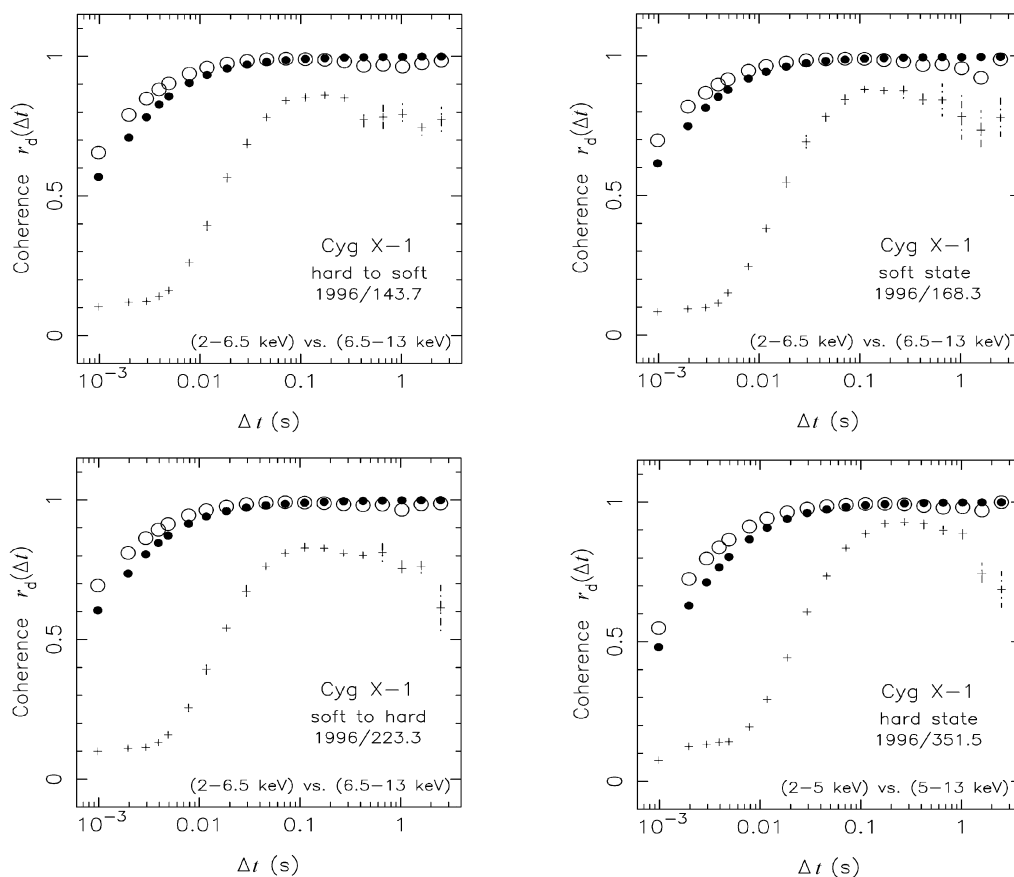 Coherence r_d(Δt)
1
0.5
0
Cyg X−1
hard to soft
1996/143.7
(2−6.5 keV) vs. (6.5−13 keV)
10⁻³ 0.01 0.1 1
Δt (s)
Coherence r_d(Δt)
1
0.5
0
Cyg X−1
soft state
1996/168.3
(2−6.5 keV) vs. (6.5−13 keV)
10⁻³ 0.01 0.1 1
Δt (s)
Coherence r_d(Δt)
1
0.5
0
Cyg X−1
soft to hard
1996/223.3
(2−6.5 keV) vs. (6.5−13 keV)
10⁻³ 0.01 0.1 1
Δt (s)
Coherence r_d(Δt)
1
0.5
0
Cyg X−1
hard state
1996/351.5
(2−5 keV) vs. (5−13 keV)
10⁻³ 0.01 0.1 1
Δt (s)